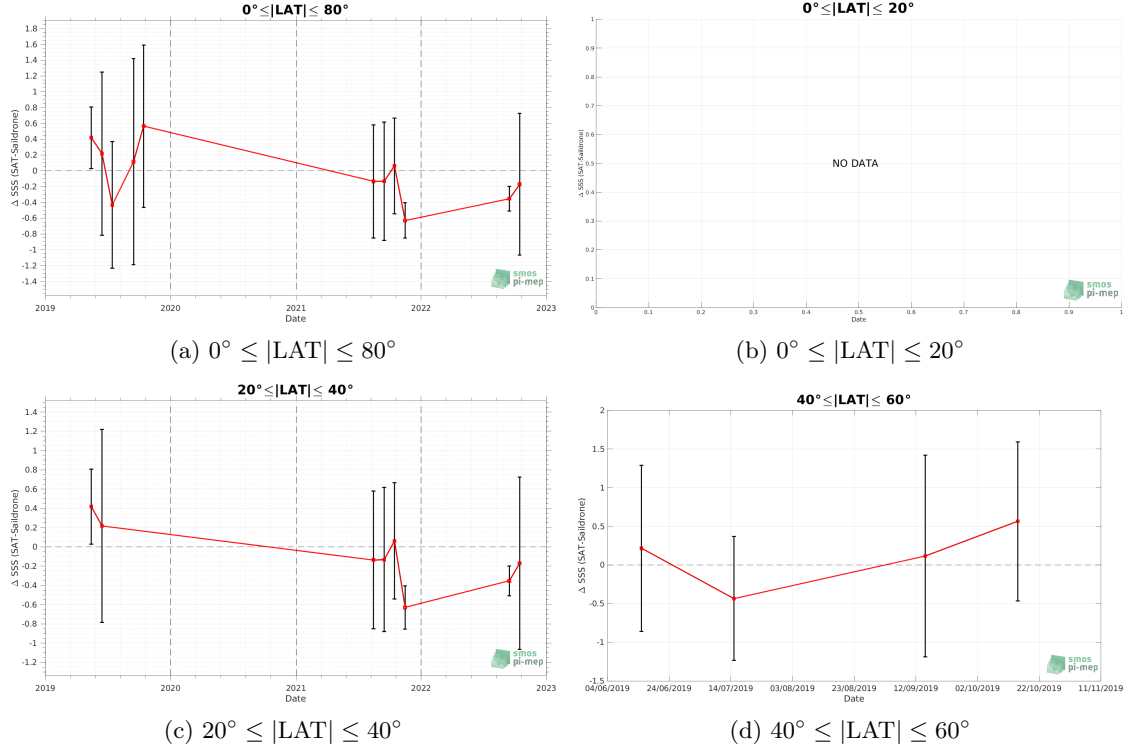 0°≤|LAT|≤ 80°
1.8
1.6
1.4
1.2
1
0.8
0.6
0.4
0.2
0
-0.2
-0.4
-0.6
-0.8
-1
-1.2
-1.4
Δ SSS (SAT-Saildrone)
2019 2020 2021 2022 2023
Date
smos
pi-mep
(a) 0° ≤ |LAT| ≤ 80°
0°≤|LAT|≤ 20°
1
0.9
0.8
0.7
0.6
0.5
0.4
0.3
0.2
0.1
0
Δ SSS (SAT-Saildrone)
NO DATA
0 0.1 0.2 0.3 0.4 0.5 0.6 0.7 0.8 0.9 1
Date
smos
pi-mep
(b) 0° ≤ |LAT| ≤ 20°
20°≤|LAT|≤ 40°
1.4
1.2
1
0.8
0.6
0.4
0.2
0
-0.2
-0.4
-0.6
-0.8
-1
-1.2
Δ SSS (SAT-Saildrone)
2019 2020 2021 2022 2023
Date
smos
pi-mep
(c) 20° ≤ |LAT| ≤ 40°
40°≤|LAT|≤ 60°
2
1.5
1
0.5
0
-0.5
-1
-1.5
Δ SSS (SAT-Saildrone)
04/06/2019 24/06/2019 14/07/2019 03/08/2019 23/08/2019 12/09/2019 02/10/2019 22/10/2019 11/11/2019
Date
smos
pi-mep
(d) 40° ≤ |LAT| ≤ 60°